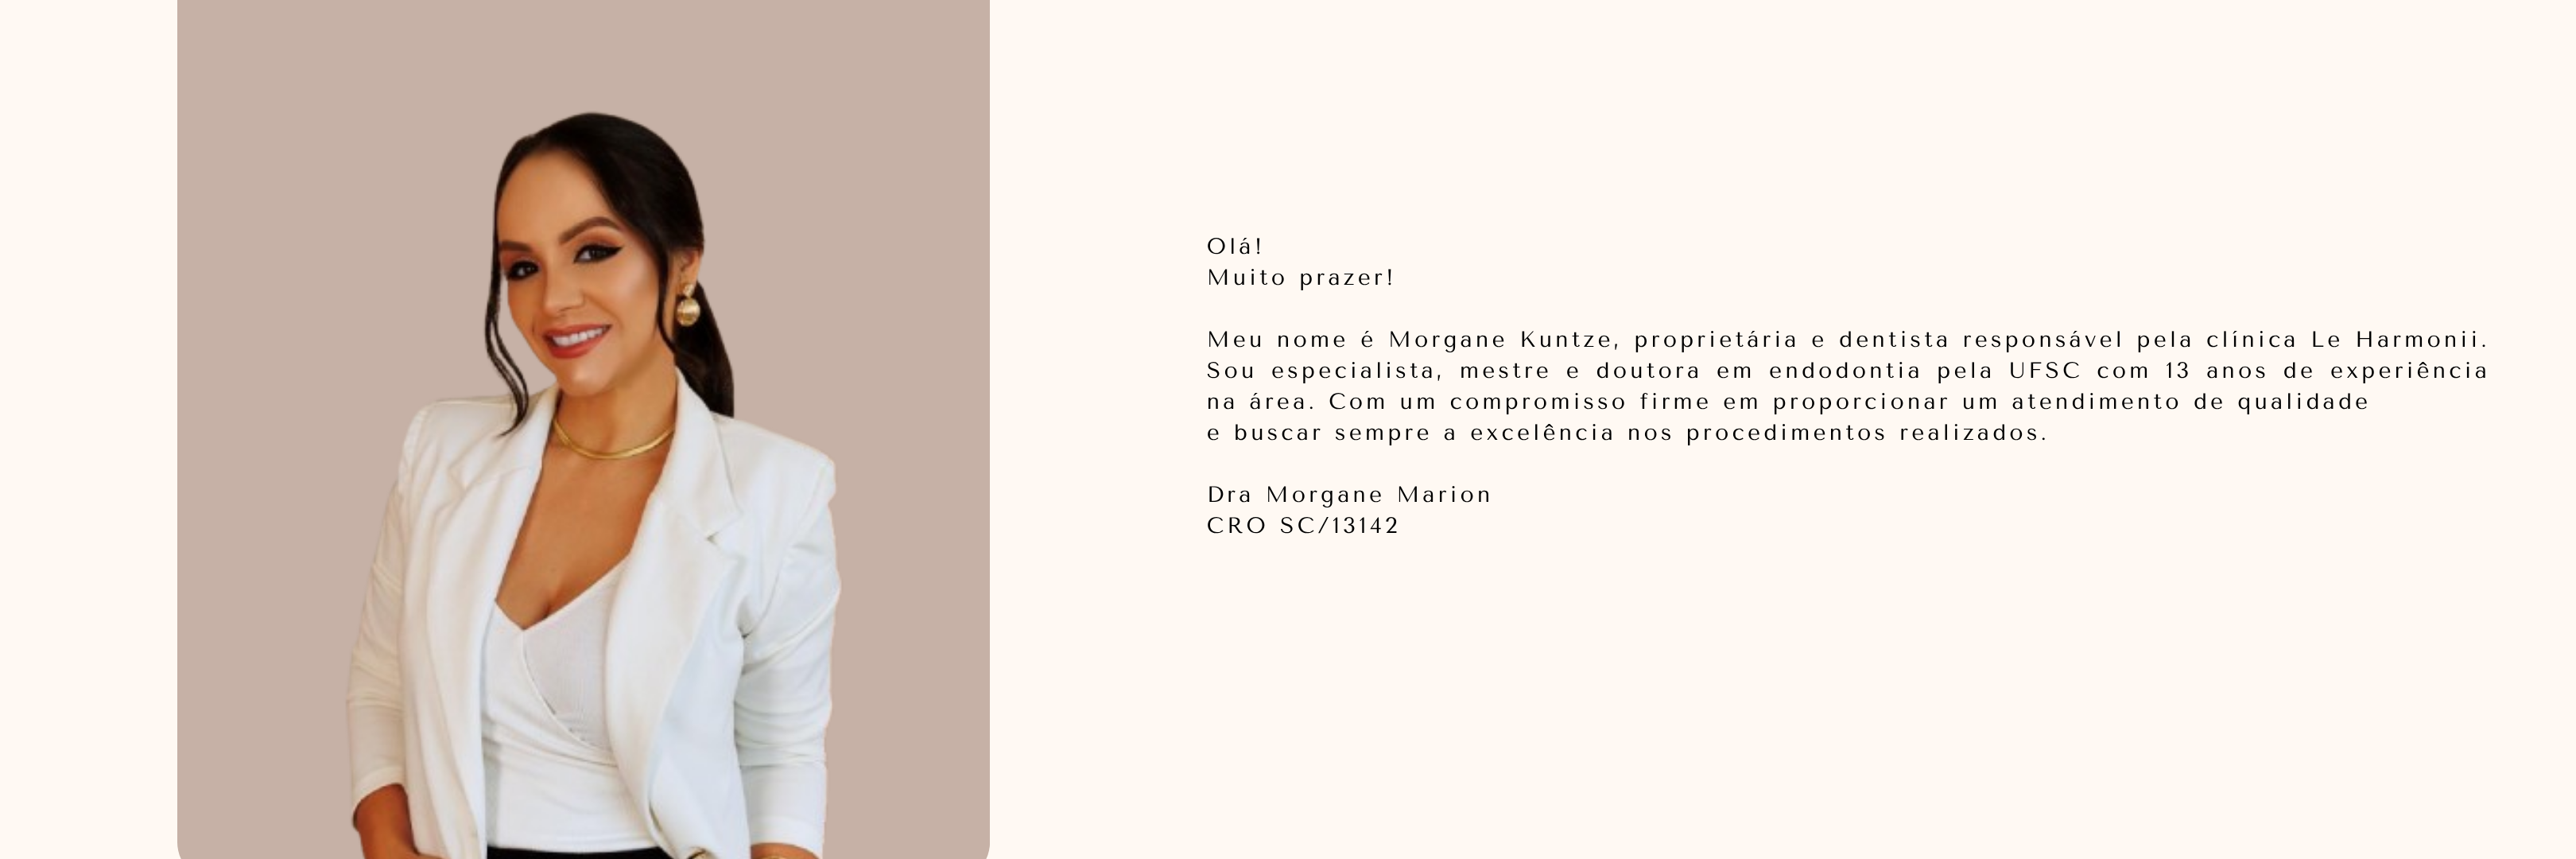 Olá!
Muito prazer!
Meu nome é Morgane Kuntze, proprietária e dentista responsável pela clínica Le Harmonii.
Sou especialista, mestre e doutora em endodontia pela UFSC com 13 anos de experiência
na área. Com um compromisso firme em proporcionar um atendimento de qualidade
e buscar sempre a excelência nos procedimentos realizados.
Dra Morgane Marion
CRO SC/13142